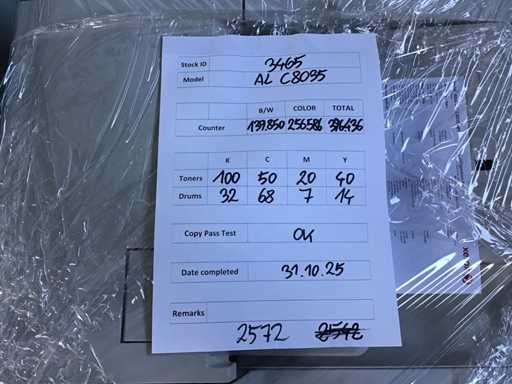 Stock ID 3465
Model AL C8035
B/W COLOR TOTAL
Counter 139.850 256.586 396.436
K C M Y
Toners 100 50 20 40
Drums 32 68 7 14
Copy Pass Test OK
Date completed 31.10.25
Remarks
2572 2542